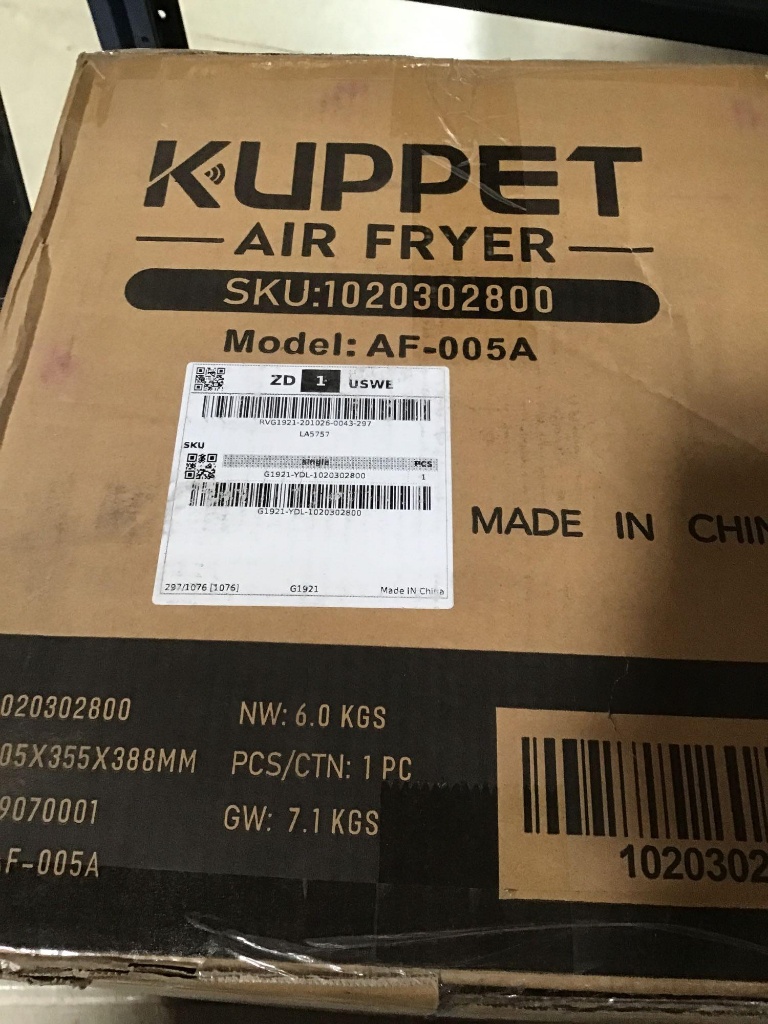 KUPPET
AIR FRYER
SKU:1020302800
Model: AF-005A
ZD 1 USWE
RVG1921-201026-0043-297
LA5757
SKU
single PCS
G1921-YDL-1020302800 1
G1921-YDL-1020302800
297/1076 [1076] G1921 Made IN China
MADE IN CHIN
020302800 NW: 6.0 KGS
05X355X388MM PCS/CTN: 1 PC
9070001 GW: 7.1 KGS
F-005A
1020302